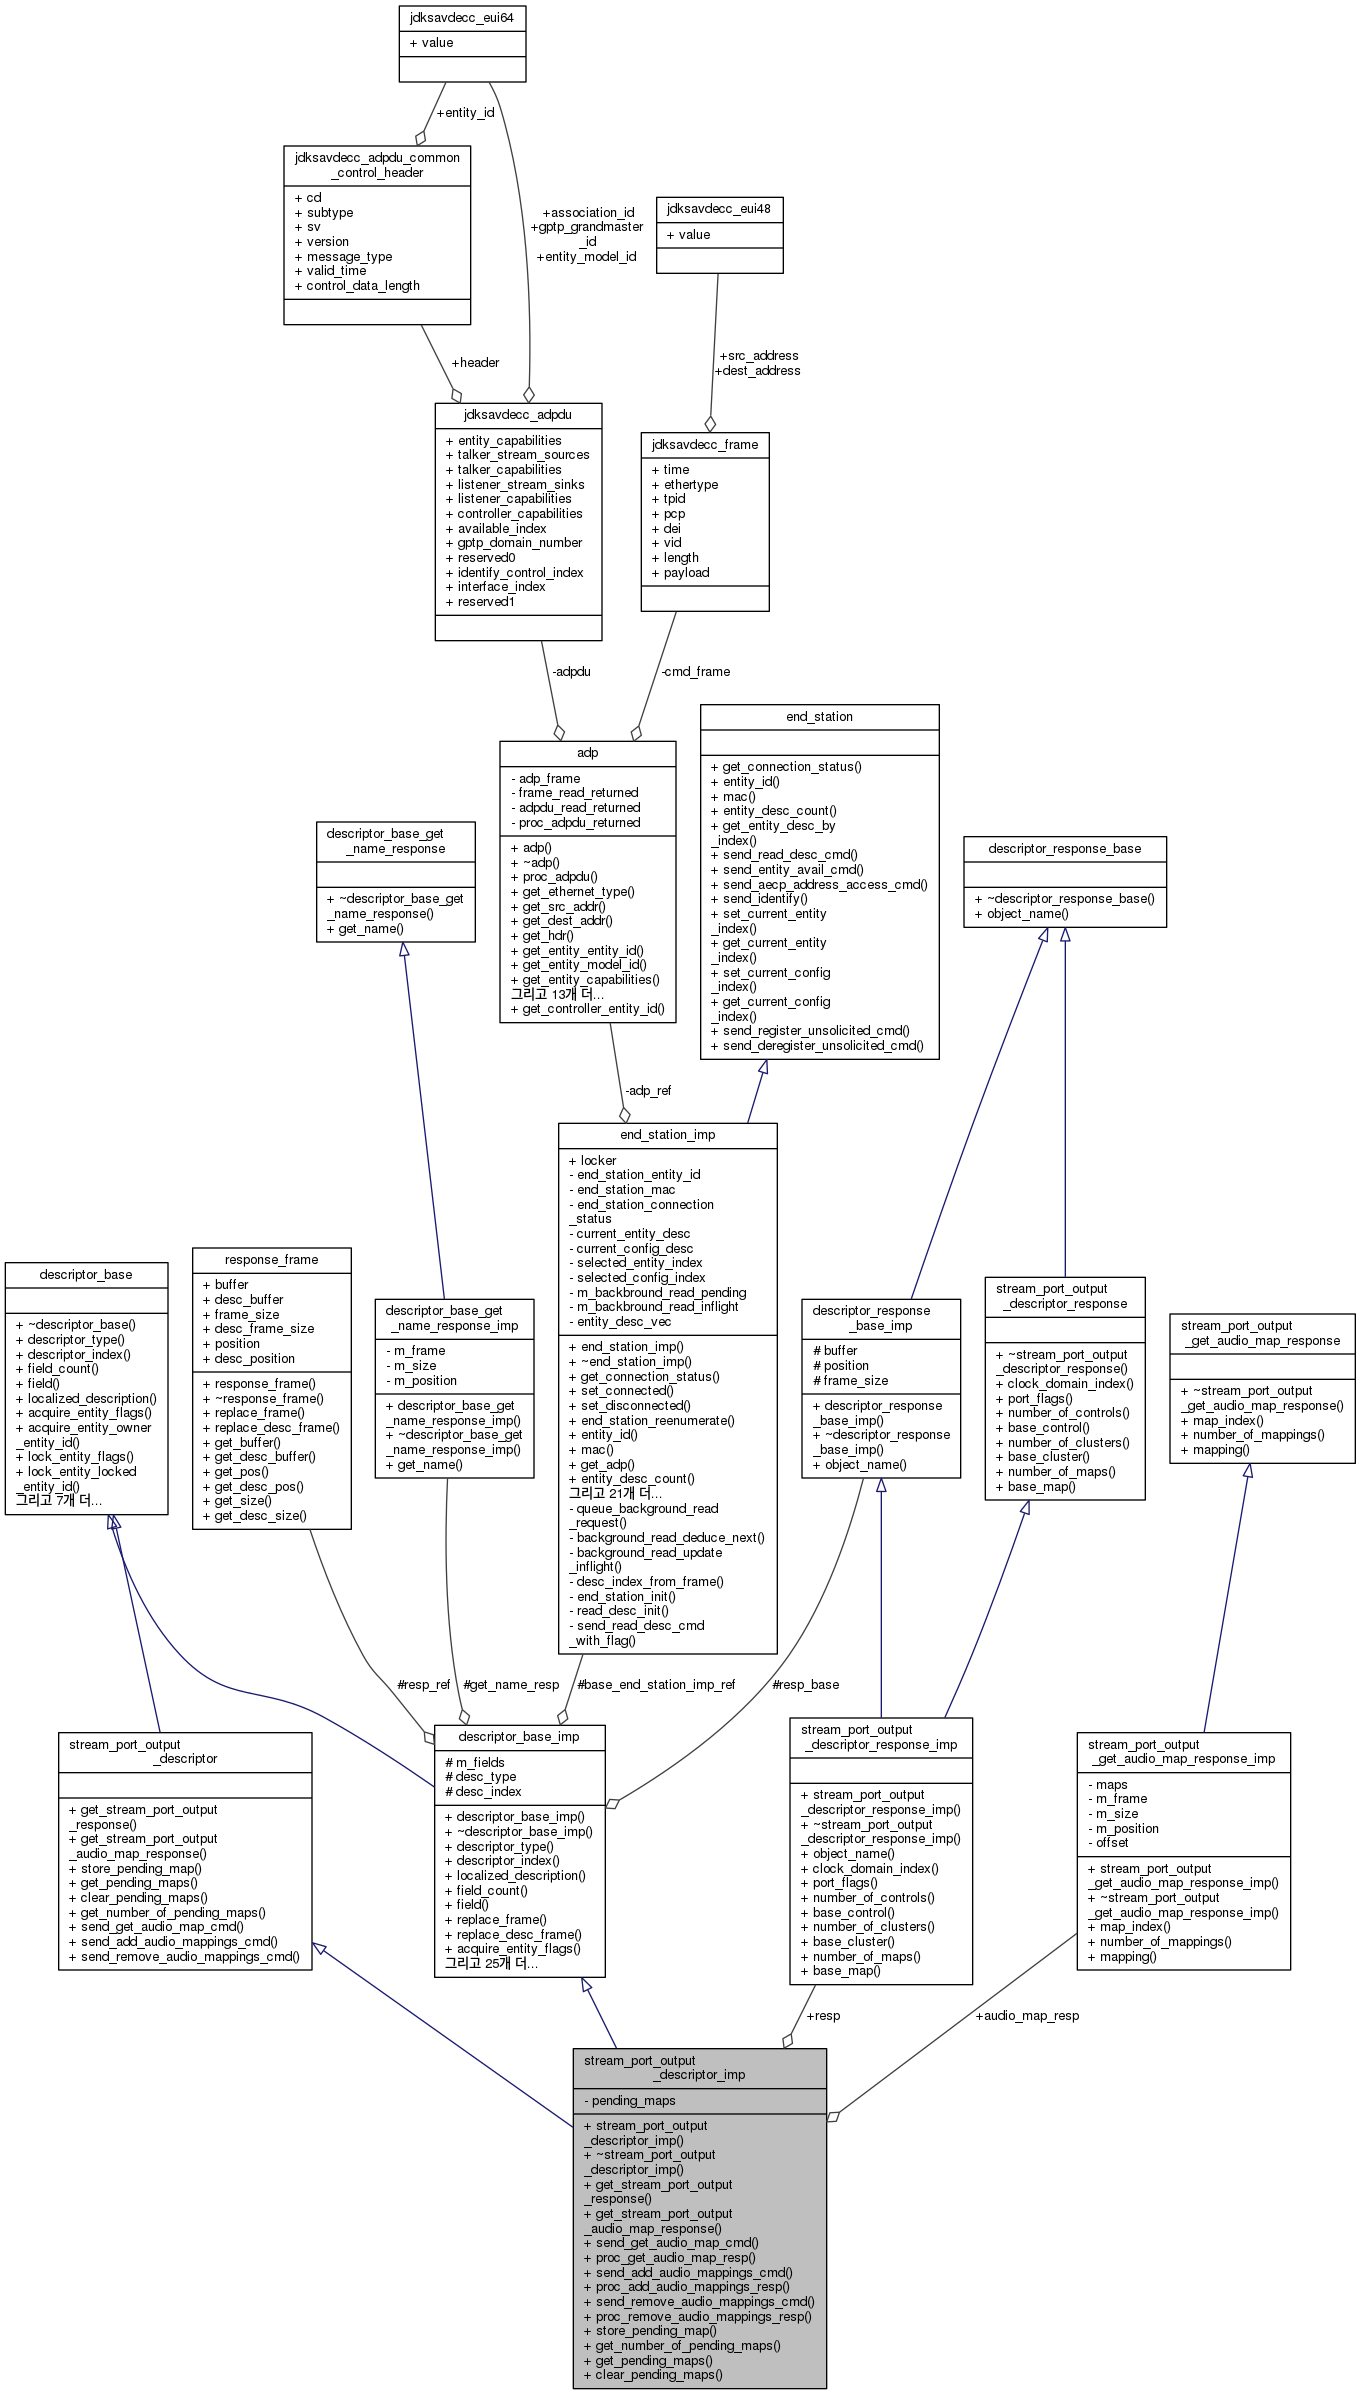 jdksavdecc_eui64
+ value
+entity_id
jdksavdecc_adpdu_common
_control_header
+ cd
+ subtype
+ sv
+ version
+ message_type
+ valid_time
+ control_data_length
+association_id
+gptp_grandmaster
_id
+entity_model_id
jdksavdecc_eui48
+ value
+header
+src_address
+dest_address
jdksavdecc_adpdu
+ entity_capabilities
+ talker_stream_sources
+ talker_capabilities
+ listener_stream_sinks
+ listener_capabilities
+ controller_capabilities
+ available_index
+ gptp_domain_number
+ reserved0
+ identify_control_index
+ interface_index
+ reserved1
jdksavdecc_frame
+ time
+ ethertype
+ tpid
+ pcp
+ dei
+ vid
+ length
+ payload
-adpdu
-cmd_frame
adp
- adp_frame
- frame_read_returned
- adpdu_read_returned
- proc_adpdu_returned
+ adp()
+ ~adp()
+ proc_adpdu()
+ get_ethernet_type()
+ get_src_addr()
+ get_dest_addr()
+ get_hdr()
+ get_entity_entity_id()
+ get_entity_model_id()
+ get_entity_capabilities()
그리고 13개 더...
+ get_controller_entity_id()
end_station
+ get_connection_status()
+ entity_id()
+ mac()
+ entity_desc_count()
+ get_entity_desc_by
_index()
+ send_read_desc_cmd()
+ send_entity_avail_cmd()
+ send_aecp_address_access_cmd()
+ send_identify()
+ set_current_entity
_index()
+ get_current_entity
_index()
+ set_current_config
_index()
+ get_current_config
_index()
+ send_register_unsolicited_cmd()
+ send_deregister_unsolicited_cmd()
descriptor_base_get
_name_response
+ ~descriptor_base_get
_name_response()
+ get_name()
descriptor_response_base
+ ~descriptor_response_base()
+ object_name()
-adp_ref
end_station_imp
+ locker
- end_station_entity_id
- end_station_mac
- end_station_connection
_status
- current_entity_desc
- current_config_desc
- selected_entity_index
- selected_config_index
- m_backbround_read_pending
- m_backbround_read_inflight
- entity_desc_vec
+ end_station_imp()
+ ~end_station_imp()
+ get_connection_status()
+ set_connected()
+ set_disconnected()
+ end_station_reenumerate()
+ entity_id()
+ mac()
+ get_adp()
+ entity_desc_count()
그리고 21개 더...
- queue_background_read
_request()
- background_read_deduce_next()
- background_read_update
_inflight()
- desc_index_from_frame()
- end_station_init()
- read_desc_init()
- send_read_desc_cmd
_with_flag()
descriptor_base
+ ~descriptor_base()
+ descriptor_type()
+ descriptor_index()
+ field_count()
+ field()
+ localized_description()
+ acquire_entity_flags()
+ acquire_entity_owner
_entity_id()
+ lock_entity_flags()
+ lock_entity_locked
_entity_id()
그리고 7개 더...
response_frame
+ buffer
+ desc_buffer
+ frame_size
+ desc_frame_size
+ position
+ desc_position
+ response_frame()
+ ~response_frame()
+ replace_frame()
+ replace_desc_frame()
+ get_buffer()
+ get_desc_buffer()
+ get_pos()
+ get_desc_pos()
+ get_size()
+ get_desc_size()
descriptor_base_get
_name_response_imp
- m_frame
- m_size
- m_position
+ descriptor_base_get
_name_response_imp()
+ ~descriptor_base_get
_name_response_imp()
+ get_name()
descriptor_response
_base_imp
# buffer
# position
# frame_size
+ descriptor_response
_base_imp()
+ ~descriptor_response
_base_imp()
+ object_name()
stream_port_output
_descriptor_response
+ ~stream_port_output
_descriptor_response()
+ clock_domain_index()
+ port_flags()
+ number_of_controls()
+ base_control()
+ number_of_clusters()
+ base_cluster()
+ number_of_maps()
+ base_map()
stream_port_output
_get_audio_map_response
+ ~stream_port_output
_get_audio_map_response()
+ map_index()
+ number_of_mappings()
+ mapping()
#resp_ref
#get_name_resp
#base_end_station_imp_ref
#resp_base
stream_port_output
_descriptor
+ get_stream_port_output
_response()
+ get_stream_port_output
_audio_map_response()
+ store_pending_map()
+ get_pending_maps()
+ clear_pending_maps()
+ get_number_of_pending_maps()
+ send_get_audio_map_cmd()
+ send_add_audio_mappings_cmd()
+ send_remove_audio_mappings_cmd()
descriptor_base_imp
# m_fields
# desc_type
# desc_index
+ descriptor_base_imp()
+ ~descriptor_base_imp()
+ descriptor_type()
+ descriptor_index()
+ localized_description()
+ field_count()
+ field()
+ replace_frame()
+ replace_desc_frame()
+ acquire_entity_flags()
그리고 25개 더...
stream_port_output
_descriptor_response_imp
+ stream_port_output
_descriptor_response_imp()
+ ~stream_port_output
_descriptor_response_imp()
+ object_name()
+ clock_domain_index()
+ port_flags()
+ number_of_controls()
+ base_control()
+ number_of_clusters()
+ base_cluster()
+ number_of_maps()
+ base_map()
stream_port_output
_get_audio_map_response_imp
- maps
- m_frame
- m_size
- m_position
- offset
+ stream_port_output
_get_audio_map_response_imp()
+ ~stream_port_output
_get_audio_map_response_imp()
+ map_index()
+ number_of_mappings()
+ mapping()
+resp
+audio_map_resp
stream_port_output
_descriptor_imp
- pending_maps
+ stream_port_output
_descriptor_imp()
+ ~stream_port_output
_descriptor_imp()
+ get_stream_port_output
_response()
+ get_stream_port_output
_audio_map_response()
+ send_get_audio_map_cmd()
+ proc_get_audio_map_resp()
+ send_add_audio_mappings_cmd()
+ proc_add_audio_mappings_resp()
+ send_remove_audio_mappings_cmd()
+ proc_remove_audio_mappings_resp()
+ store_pending_map()
+ get_number_of_pending_maps()
+ get_pending_maps()
+ clear_pending_maps()